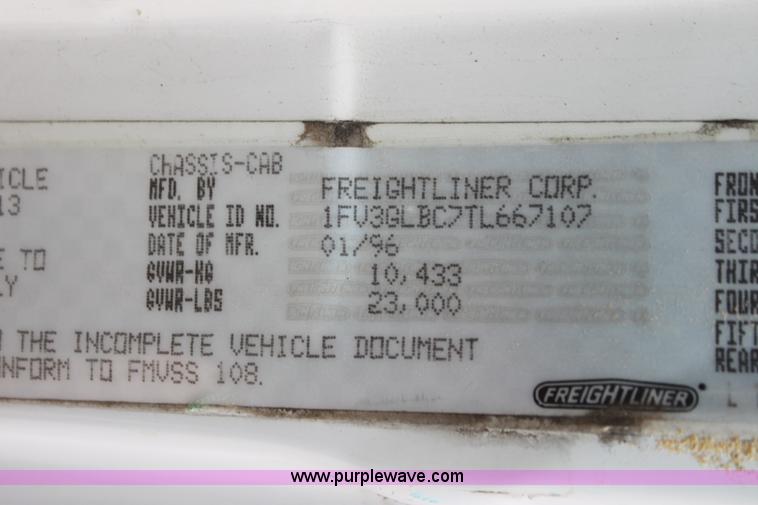 ChASSIS-CAB
ICLE MFD. BY FREIGHTLINER CORP. FRON
13 VEHICLE ID NO. 1FV3GLBC7TL667107 FIRS
DATE OF MFR. 01/96 SECO
E TO GVWR-KG 10,433 THIR
LY GVWR-LBS 23,000 FOUR
THE INCOMPLETE VEHICLE DOCUMENT FIFT
NFORM TO FMVSS 108. REAR
FREIGHTLINER L
www.purplewave.com